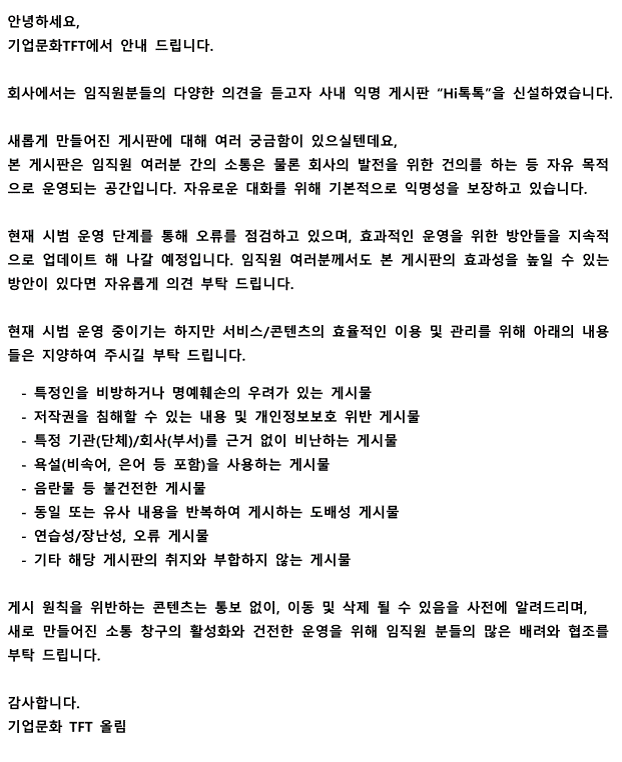 안녕하세요,
기업문화TFT에서 안내 드립니다.
회사에서는 임직원분들의 다양한 의견을 듣고자 사내 익명 게시판 “Hi톡톡”을 신설하였습니다.
새롭게 만들어진 게시판에 대해 여러 궁금함이 있으실텐데요,
본 게시판은 임직원 여러분 간의 소통은 물론 회사의 발전을 위한 건의를 하는 등 자유 목적
으로 운영되는 공간입니다. 자유로운 대화를 위해 기본적으로 익명성을 보장하고 있습니다.
현재 시범 운영 단계를 통해 오류를 점검하고 있으며, 효과적인 운영을 위한 방안들을 지속적
으로 업데이트 해 나갈 예정입니다. 임직원 여러분께서도 본 게시판의 효과성을 높일 수 있는
방안이 있다면 자유롭게 의견 부탁 드립니다.
현재 시범 운영 중이기는 하지만 서비스/콘텐츠의 효율적인 이용 및 관리를 위해 아래의 내용
들은 지양하여 주시길 부탁 드립니다.
- 특정인을 비방하거나 명예훼손의 우려가 있는 게시물
- 저작권을 침해할 수 있는 내용 및 개인정보보호 위반 게시물
- 특정 기관(단체)/회사(부서)를 근거 없이 비난하는 게시물
- 욕설(비속어, 은어 등 포함)을 사용하는 게시물
- 음란물 등 불건전한 게시물
- 동일 또는 유사 내용을 반복하여 게시하는 도배성 게시물
- 연습성/장난성, 오류 게시물
- 기타 해당 게시판의 취지와 부합하지 않는 게시물
게시 원칙을 위반하는 콘텐츠는 통보 없이, 이동 및 삭제 될 수 있음을 사전에 알려드리며,
새로 만들어진 소통 창구의 활성화와 건전한 운영을 위해 임직원 분들의 많은 배려와 협조를
부탁 드립니다.
감사합니다.
기업문화 TFT 올림